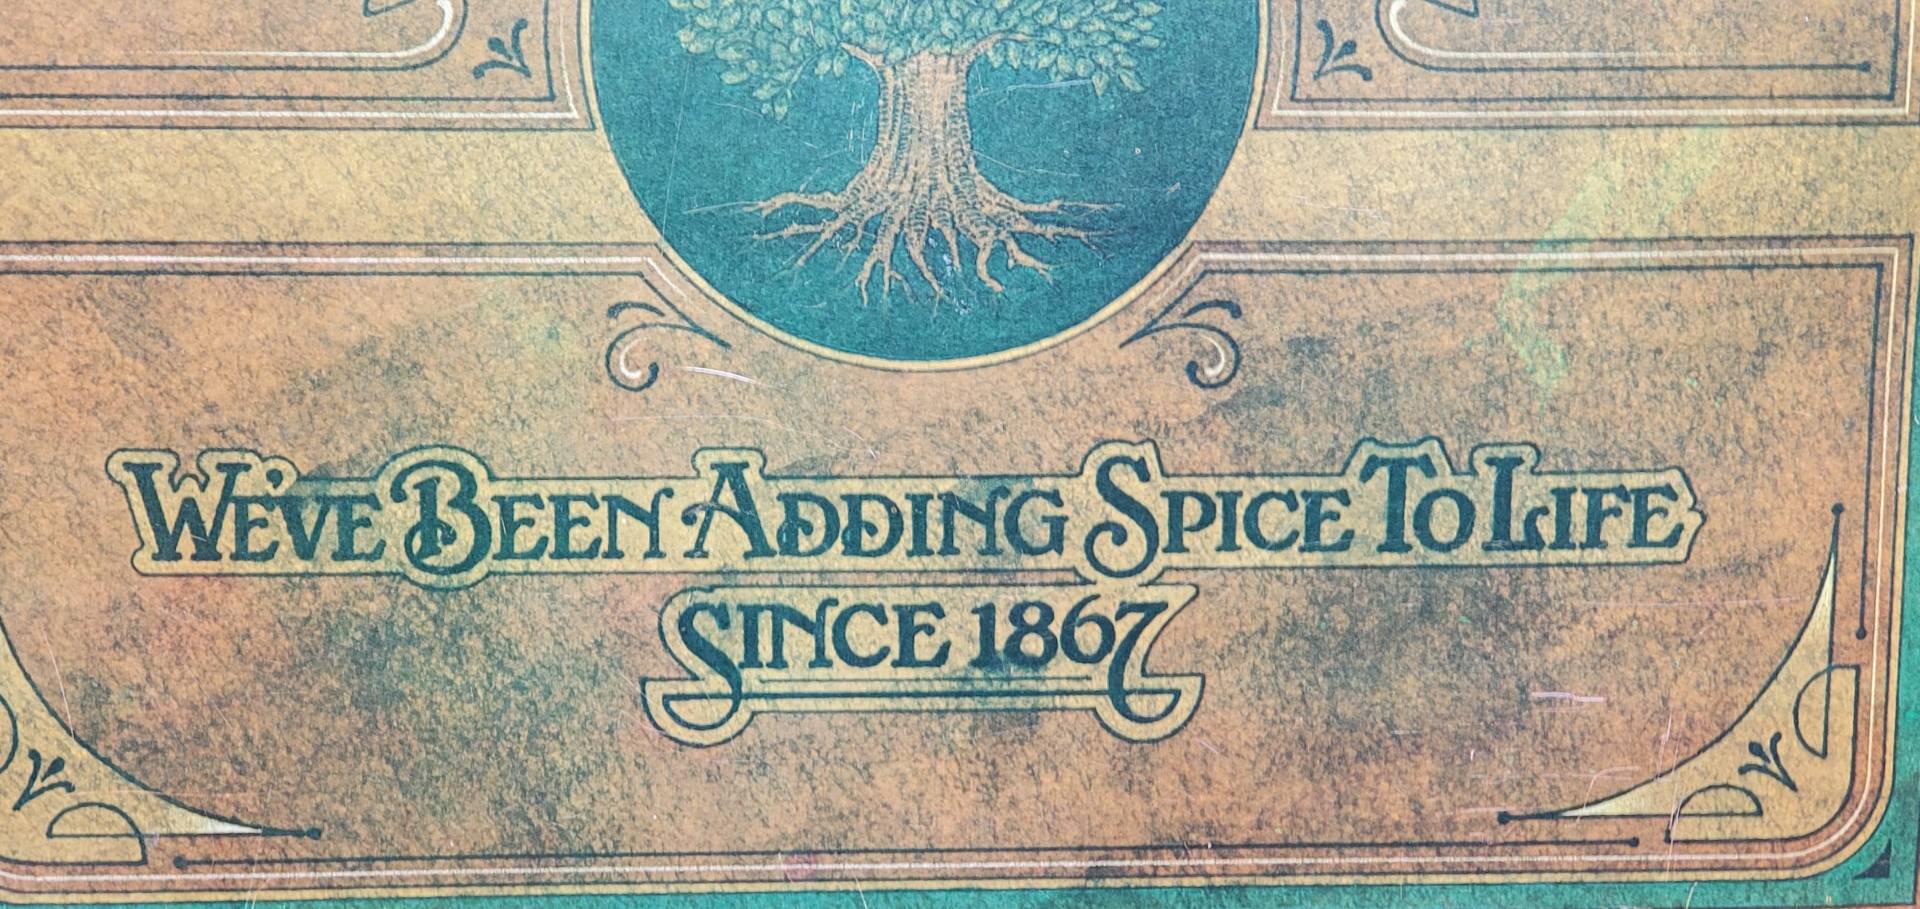 We've Been Adding Spice To Life
Since 1867